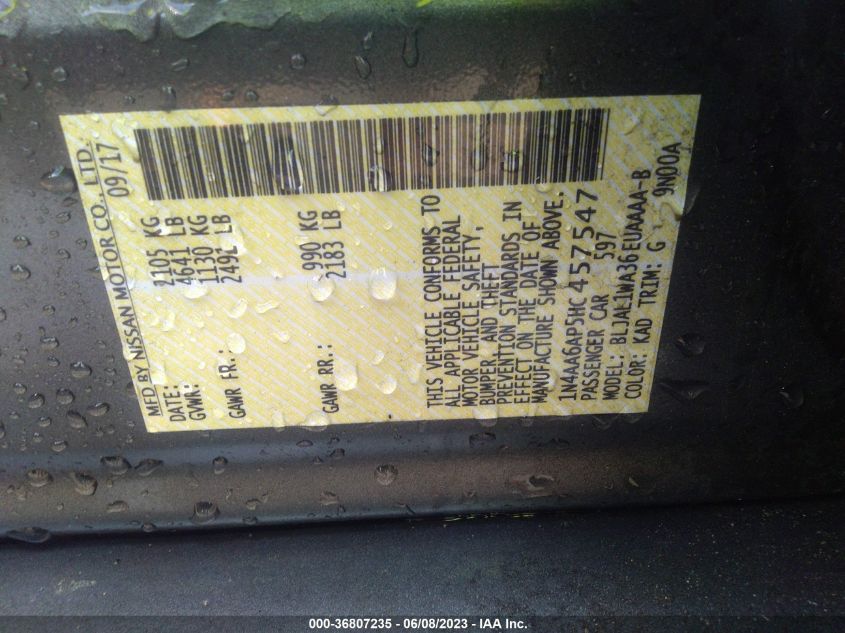 MFD BY NISSAN MOTOR CO., LTD.
DATE: 09/17
GVWR: 2105 KG
4641 LB
GAWR FR.: 1130 KG
2492 LB
GAWR RR.: 990 KG
2183 LB
THIS VEHICLE CONFORMS TO
ALL APPLICABLE FEDERAL
MOTOR VEHICLE SAFETY,
BUMPER, AND THEFT
PREVENTION STANDARDS IN
EFFECT ON THE DATE OF
MANUFACTURE SHOWN ABOVE.
1N4AA6AP5HC457547
PASSENGER CAR 597
MODEL: BLJALLWA36EUAAAA-B
COLOR: KAD TRIM: G 9N00A
000-36807235 - 06/08/2023 - IAA Inc.